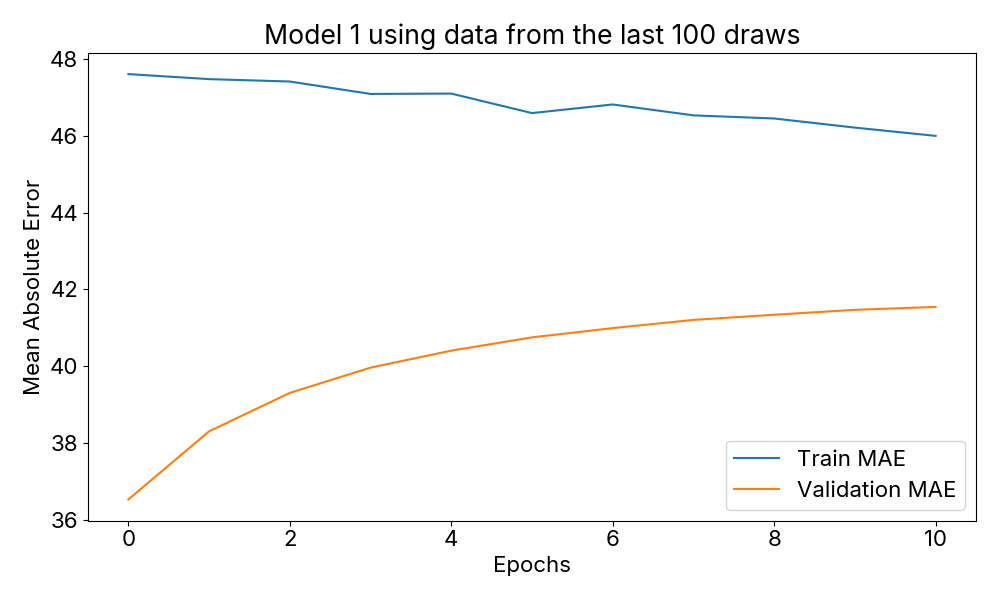 Model 1 using data from the last 100 draws
48
46
44
42
40
38
36
Mean Absolute Error
Train MAE
Validation MAE
0 2 4 6 8 10
Epochs